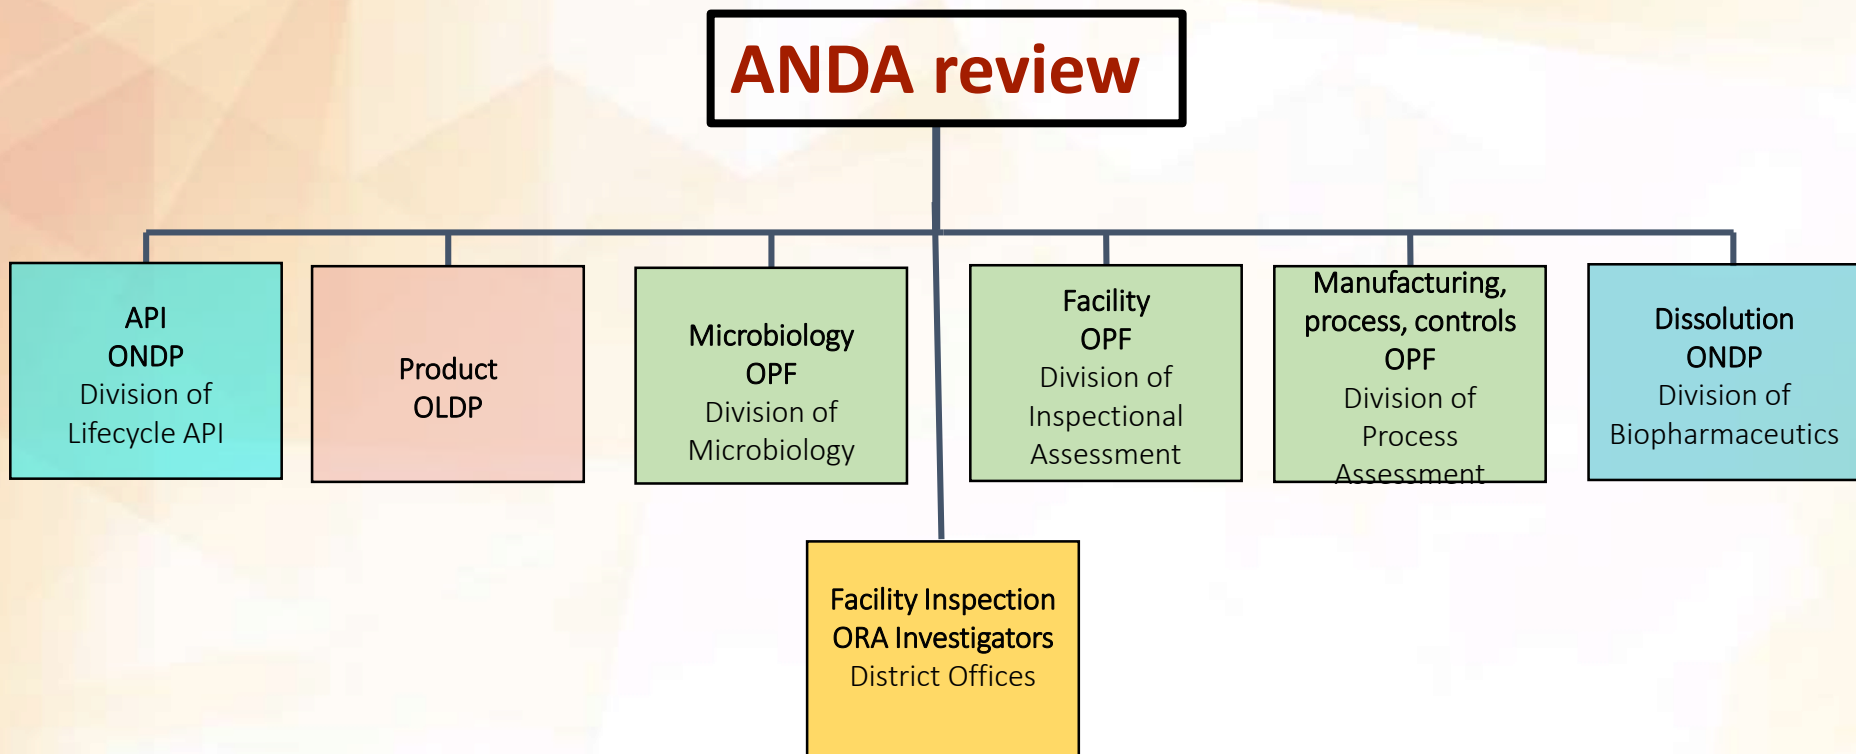 ANDA review
API
ONDP
Division of
Lifecycle API
Product
OLDP
Microbiology
OPF
Division of
Microbiology
Facility
OPF
Division of
Inspectional
Assessment
Manufacturing,
process, controls
OPF
Division of
Process
Assessment
Dissolution
ONDP
Division of
Biopharmaceutics
Facility Inspection
ORA Investigators
District Offices